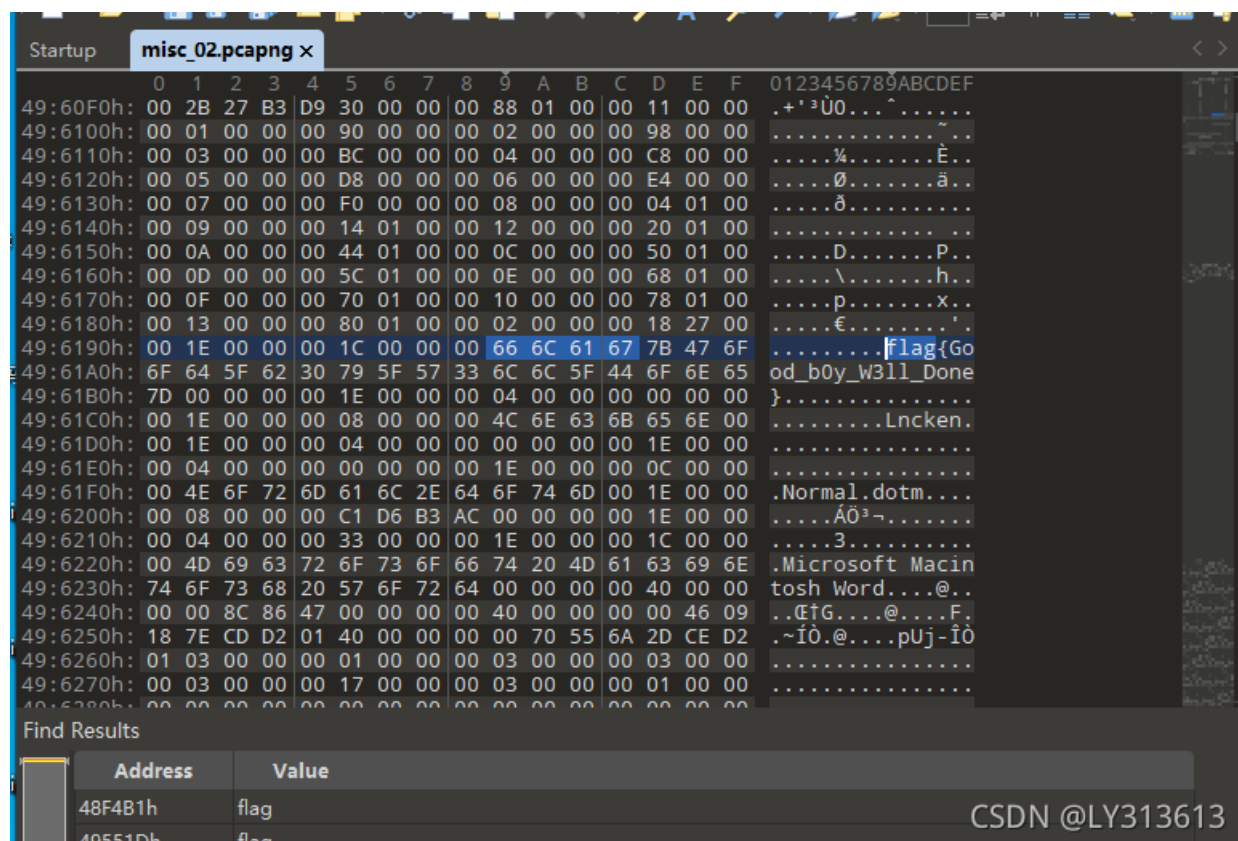 Startup misc_02.pcapng ×
0 1 2 3 4 5 6 7 8 9 A B C D E F 0123456789ABCDEF
49:60F0h: 00 2B 27 B3 D9 30 00 00 00 88 01 00 00 11 00 00 .+'³Ù0...ˆ......
49:6100h: 00 01 00 00 00 90 00 00 00 02 00 00 00 98 00 00 .............˜..
49:6110h: 00 03 00 00 00 BC 00 00 00 04 00 00 00 C8 00 00 .....¼.......È..
49:6120h: 00 05 00 00 00 D8 00 00 00 06 00 00 00 E4 00 00 .....Ø.......ä..
49:6130h: 00 07 00 00 00 F0 00 00 00 08 00 00 00 04 01 00 .....ð..........
49:6140h: 00 09 00 00 00 14 01 00 00 12 00 00 00 20 01 00 ............. ..
49:6150h: 00 0A 00 00 00 44 01 00 00 0C 00 00 00 50 01 00 .....D.......P..
49:6160h: 00 0D 00 00 00 5C 01 00 00 0E 00 00 00 68 01 00 .....\.......h..
49:6170h: 00 0F 00 00 00 70 01 00 00 10 00 00 00 78 01 00 .....p.......x..
49:6180h: 00 13 00 00 00 80 01 00 00 02 00 00 00 18 27 00 .....€........'.
49:6190h: 00 1E 00 00 00 1C 00 00 00 66 6C 61 67 7B 47 6F .........flag{Go
49:61A0h: 6F 64 5F 62 30 79 5F 57 33 6C 6C 5F 44 6F 6E 65 od_b0y_W3ll_Done
49:61B0h: 7D 00 00 00 00 1E 00 00 00 04 00 00 00 00 00 00 }...............
49:61C0h: 00 1E 00 00 00 08 00 00 00 4C 6E 63 6B 65 6E 00 .........Lncken.
49:61D0h: 00 1E 00 00 00 04 00 00 00 00 00 00 00 1E 00 00 ................
49:61E0h: 00 04 00 00 00 00 00 00 00 1E 00 00 00 0C 00 00 ................
49:61F0h: 00 4E 6F 72 6D 61 6C 2E 64 6F 74 6D 00 1E 00 00 .Normal.dotm....
49:6200h: 00 08 00 00 00 C1 D6 B3 AC 00 00 00 00 1E 00 00 .....ÁÖ³¬.......
49:6210h: 00 04 00 00 00 33 00 00 00 1E 00 00 00 1C 00 00 .....3..........
49:6220h: 00 4D 69 63 72 6F 73 6F 66 74 20 4D 61 63 69 6E .Microsoft Macin
49:6230h: 74 6F 73 68 20 57 6F 72 64 00 00 00 00 40 00 00 tosh Word....@..
49:6240h: 00 00 8C 86 47 00 00 00 00 40 00 00 00 00 46 09 ..Œ†G....@....F.
49:6250h: 18 7E CD D2 01 40 00 00 00 00 70 55 6A 2D CE D2 .~ÍÒ.@....pUj-ÎÒ
49:6260h: 01 03 00 00 00 01 00 00 00 03 00 00 00 03 00 00 ................
49:6270h: 00 03 00 00 00 17 00 00 00 03 00 00 00 01 00 00 ................
Find Results
Address Value
48F4B1h flag
49551Dh flag
CSDN @LY313613